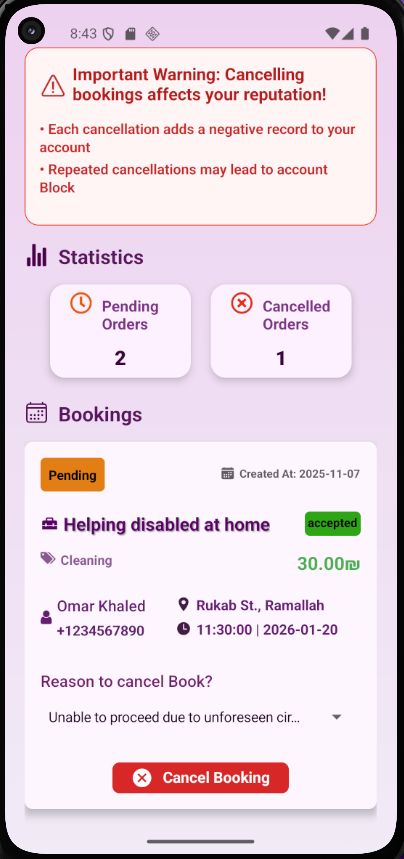 8:43
Important Warning: Cancelling
bookings affects your reputation!
• Each cancellation adds a negative record to your
account
• Repeated cancellations may lead to account
Block
Statistics
Pending
Orders
2
Cancelled
Orders
1
Bookings
Pending
Created At: 2025-11-07
Helping disabled at home
accepted
Cleaning
30.00₪
Omar Khaled
+1234567890
Rukab St., Ramallah
11:30:00 | 2026-01-20
Reason to cancel Book?
Unable to proceed due to unforeseen cir...
Cancel Booking